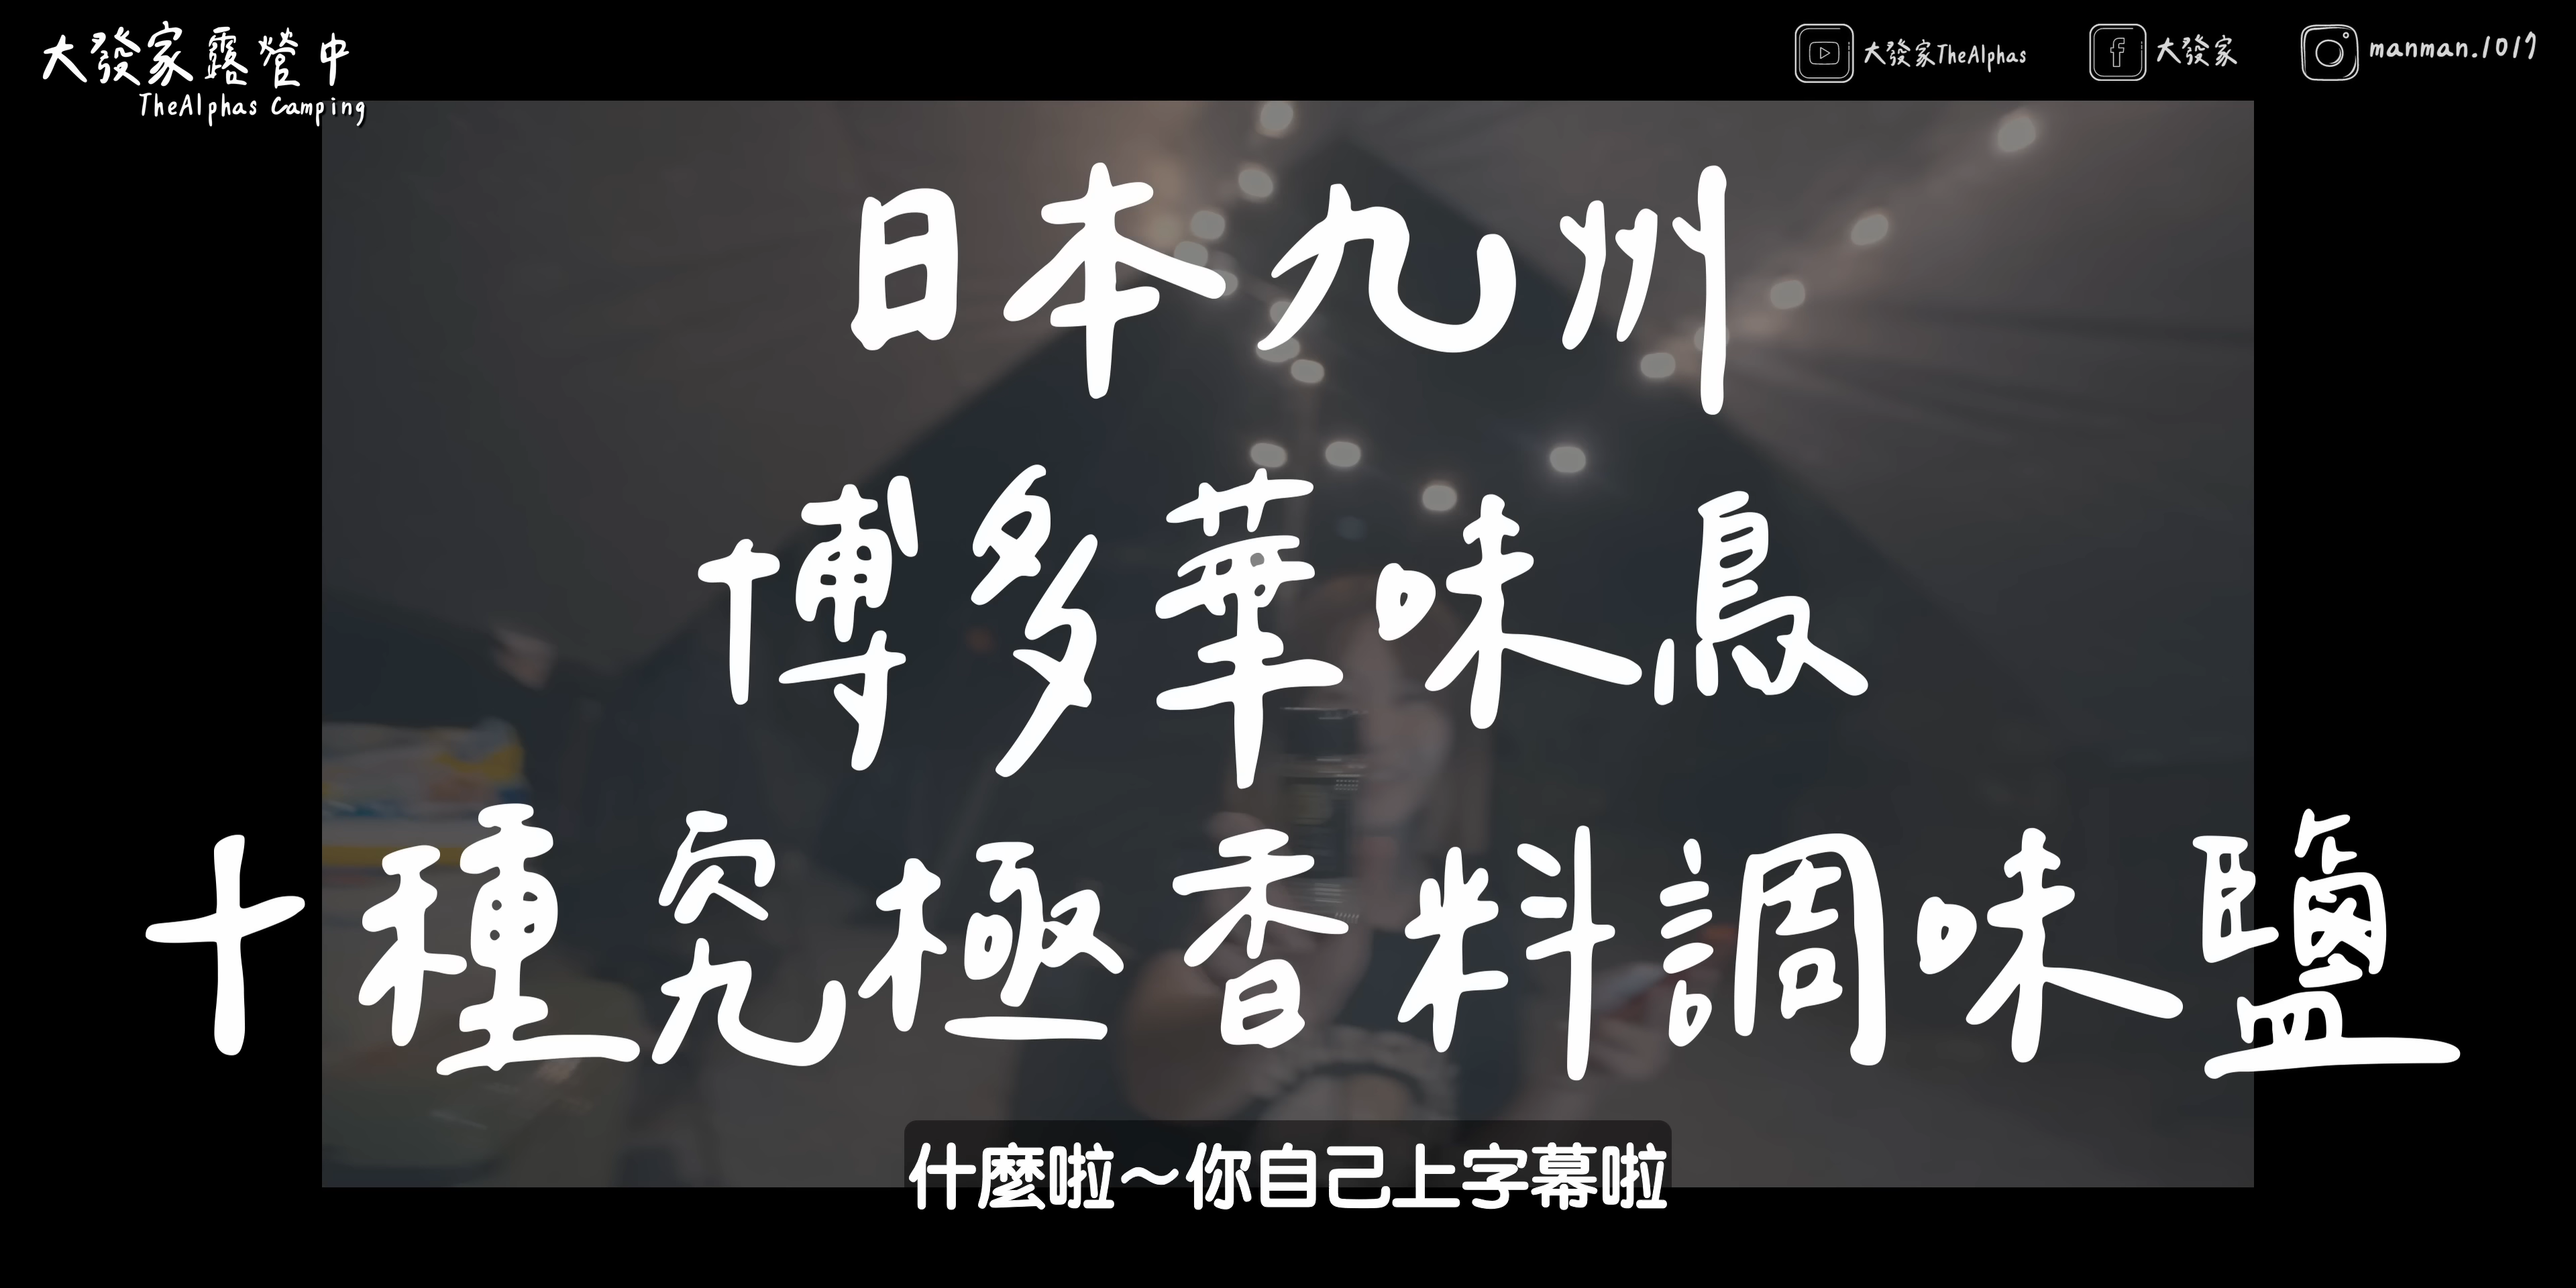 大發家露營中
TheAlphas Camping
大發家TheAlphas
大發家
manman.1017
日本九州
博多華味鳥
十種究極香料調味鹽
什麼啦～你自己上字幕啦